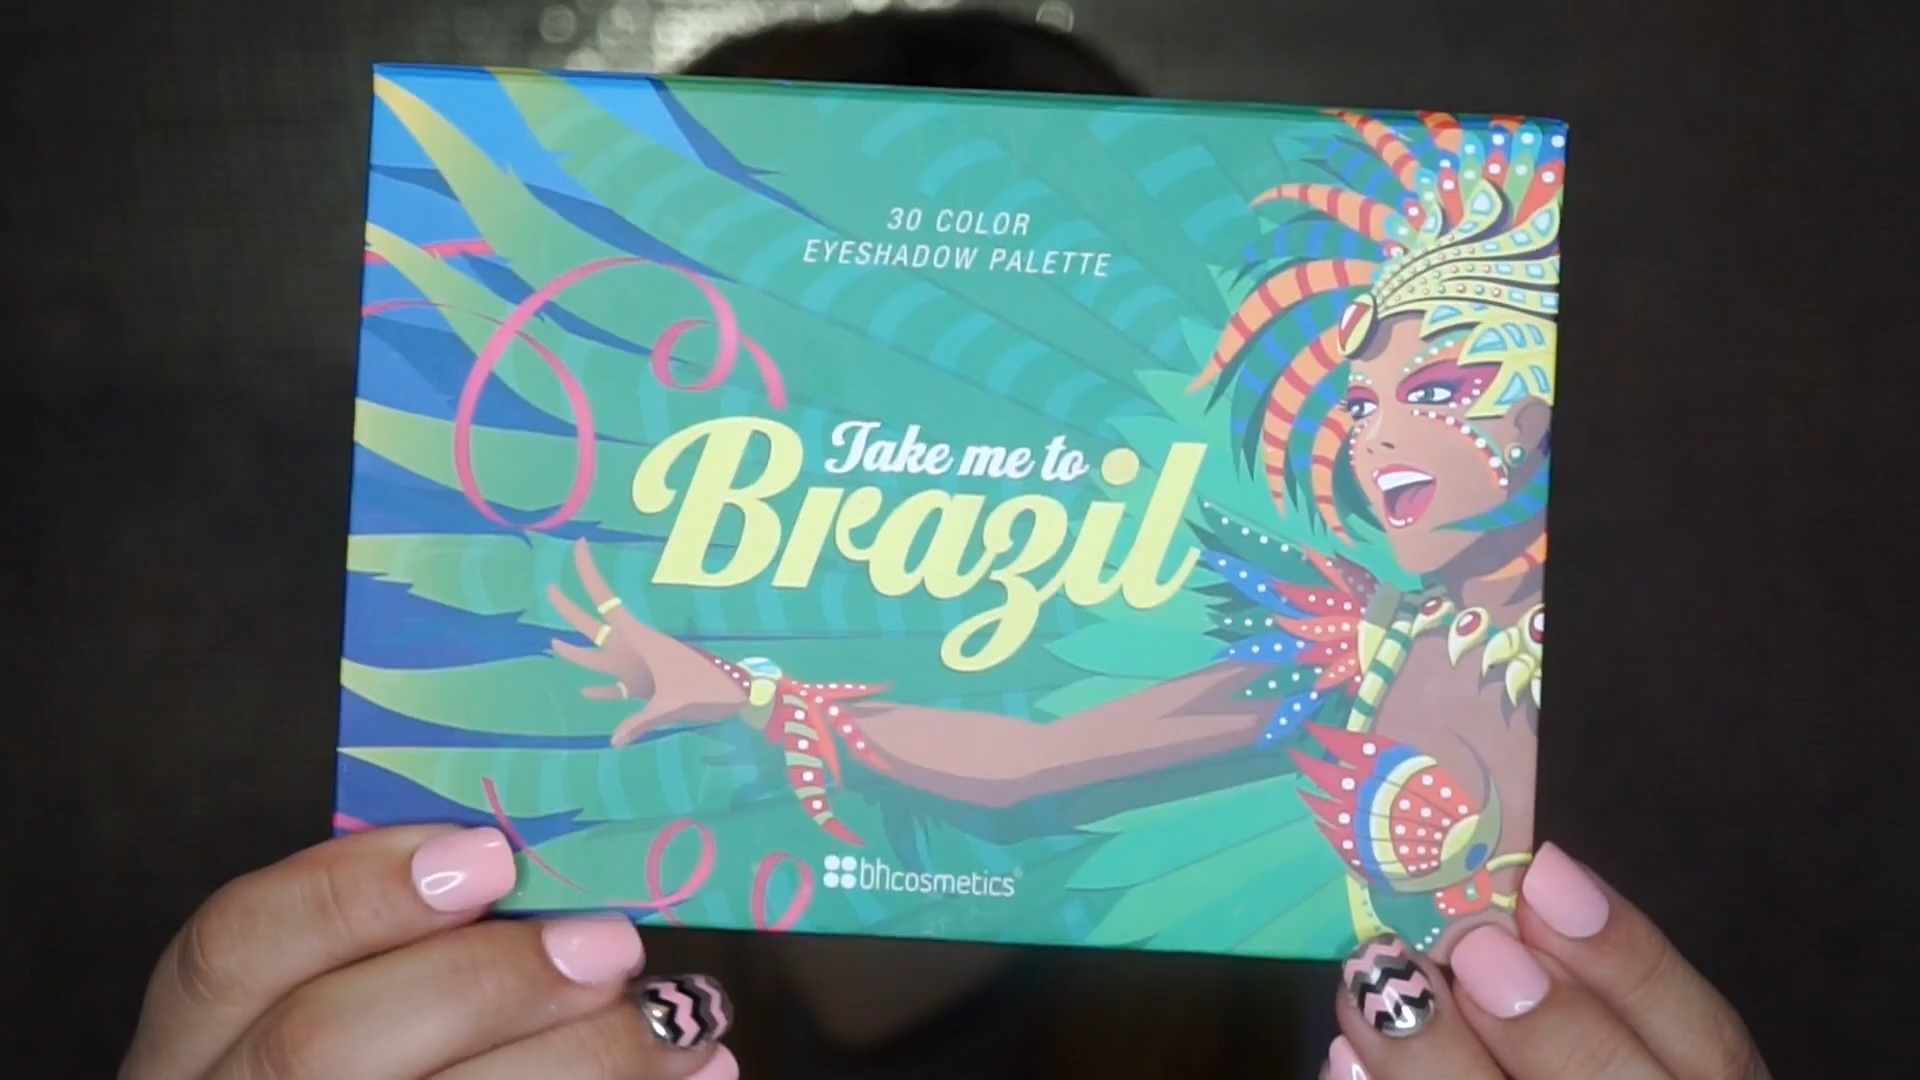 30 COLOR
EYESHADOW PALETTE
Take me to
Brazil
bhcosmetics®